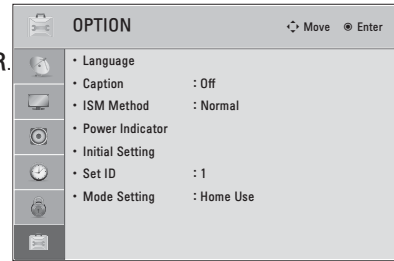 OPTION
Move Enter
R.
• Language
• Caption : Off
• ISM Method : Normal
• Power Indicator
• Initial Setting
• Set ID : 1
• Mode Setting : Home Use